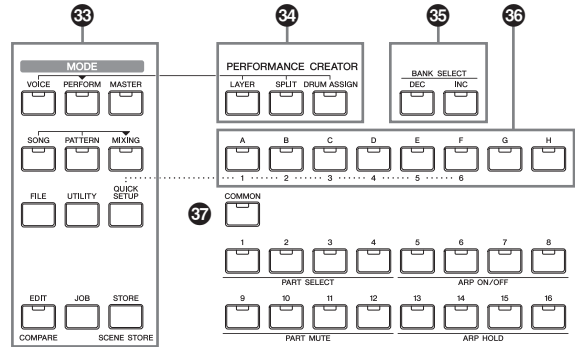 33 34 35 36
MODE
VOICE PERFORM MASTER
PERFORMANCE CREATOR
LAYER SPLIT DRUM ASSIGN
BANK SELECT
DEC INC
SONG PATTERN MIXING
A B C D E F G H
1 2 3 4 5 6
FILE UTILITY QUICK SETUP
37 COMMON
1 2 3 4 5 6 7 8
PART SELECT ARP ON/OFF
EDIT JOB STORE
9 10 11 12 13 14 15 16
COMPARE SCENE STORE
PART MUTE ARP HOLD